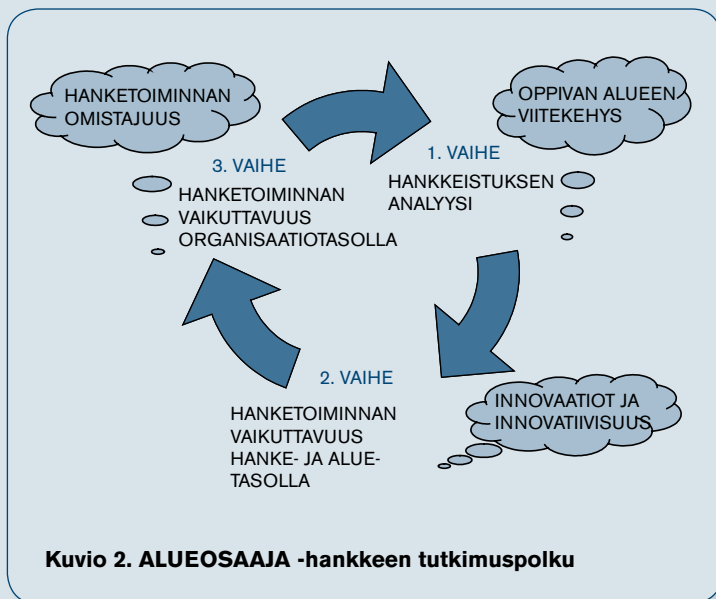 HANKETOIMINNAN
OMISTAJUUS
OPPIVAN ALUEEN
VIITEKEHYS
3. VAIHE
HANKETOIMINNAN
VAIKUTTAVUUS
ORGANISAATIOTASOLLA
1. VAIHE
HANKKEISTUKSEN
ANALYYSI
2. VAIHE
HANKETOIMINNAN
VAIKUTTAVUUS
HANKE- JA ALUE-
TASOLLA
INNOVAATIOT JA
INNOVATIIVISUUS
Kuvio 2. ALUEOSAAJA -hankkeen tutkimuspolku